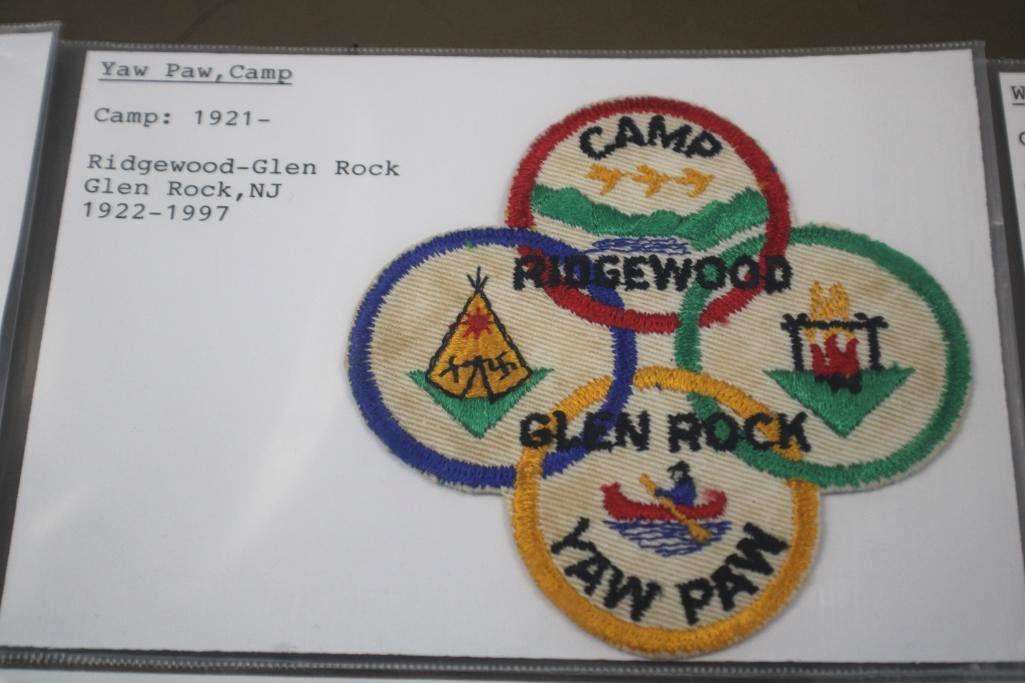 Yaw Paw,Camp
Camp: 1921-
Ridgewood-Glen Rock
Glen Rock,NJ
1922-1997
CAMP
RIDGEWOOD
GLEN ROCK
YAW PAW